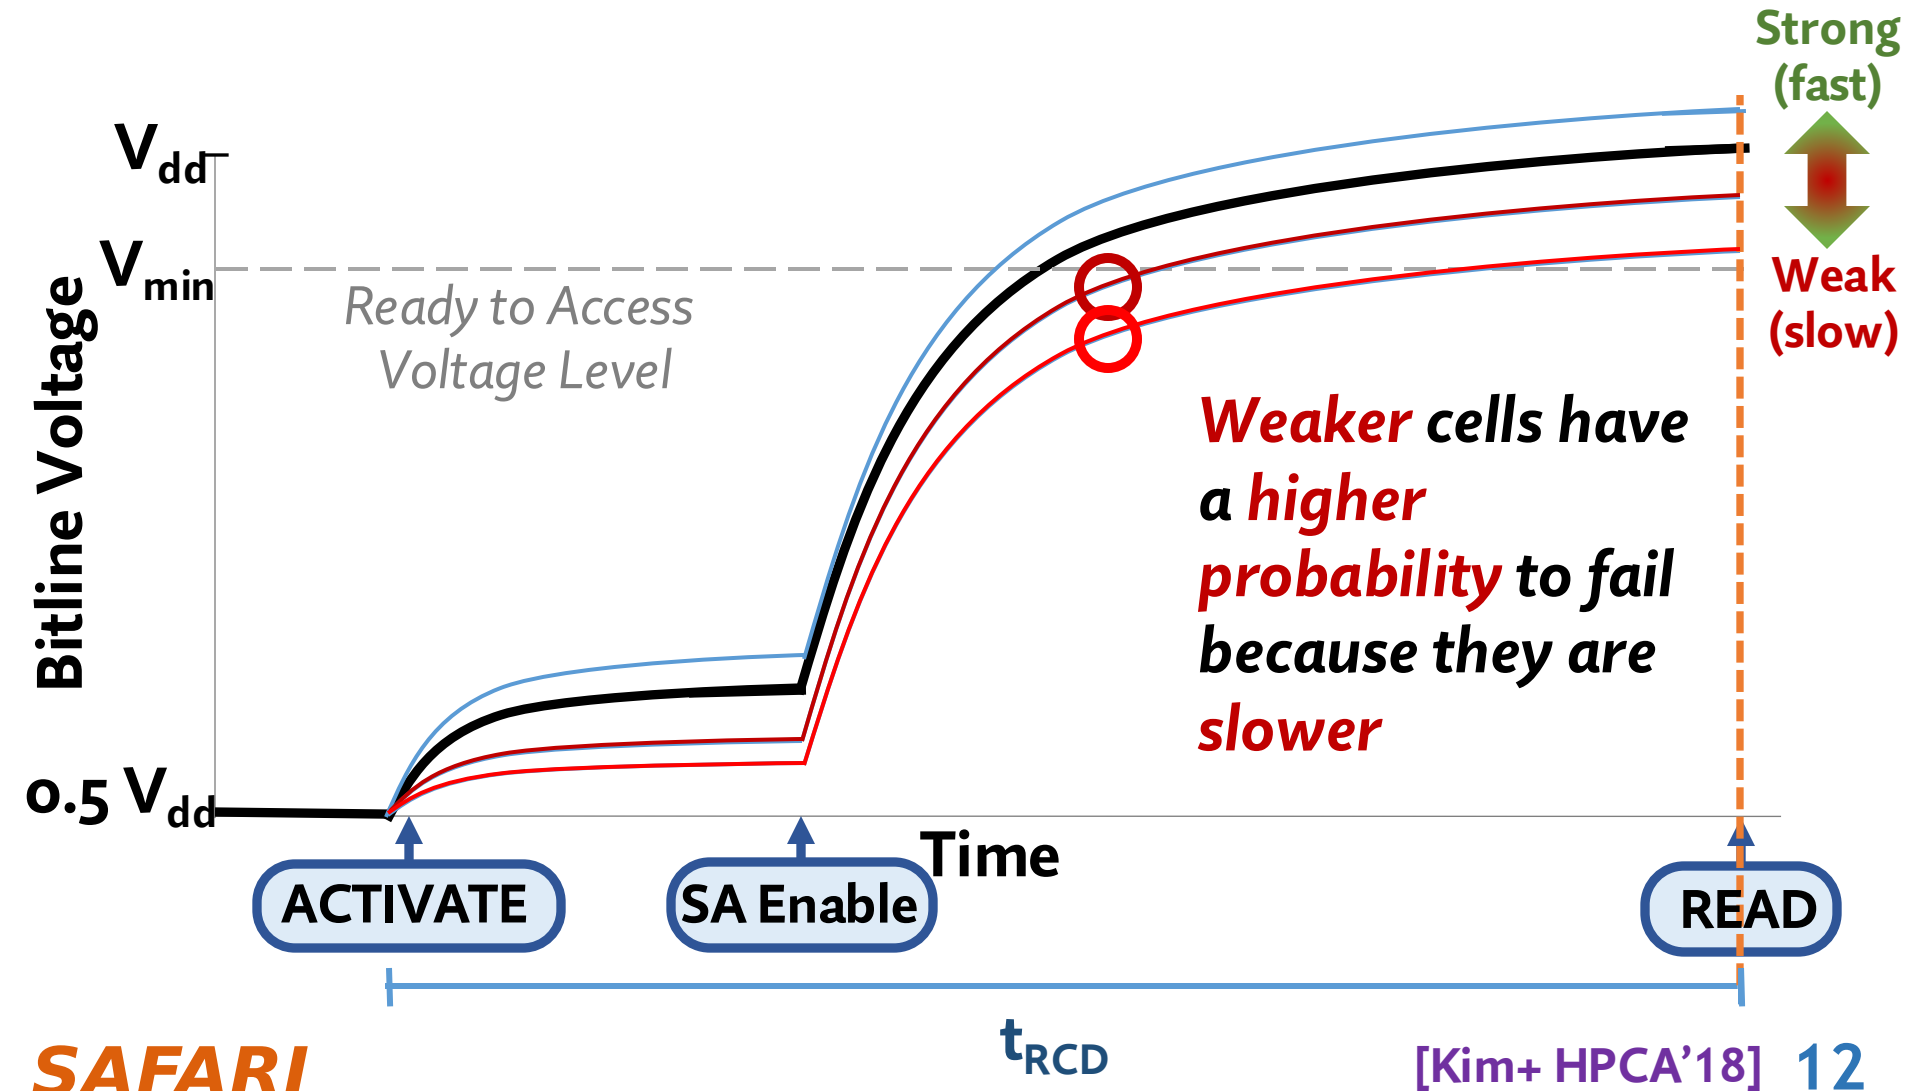 Strong
(fast)
Vdd
Vmin
Ready to Access
Voltage Level
Bitline Voltage
Weak
(slow)
Weaker cells have
a higher
probability to fail
because they are
slower
0.5 Vdd
Time
ACTIVATE
SA Enable
READ
tRCD
SAFARI
[Kim+ HPCA’18]
12